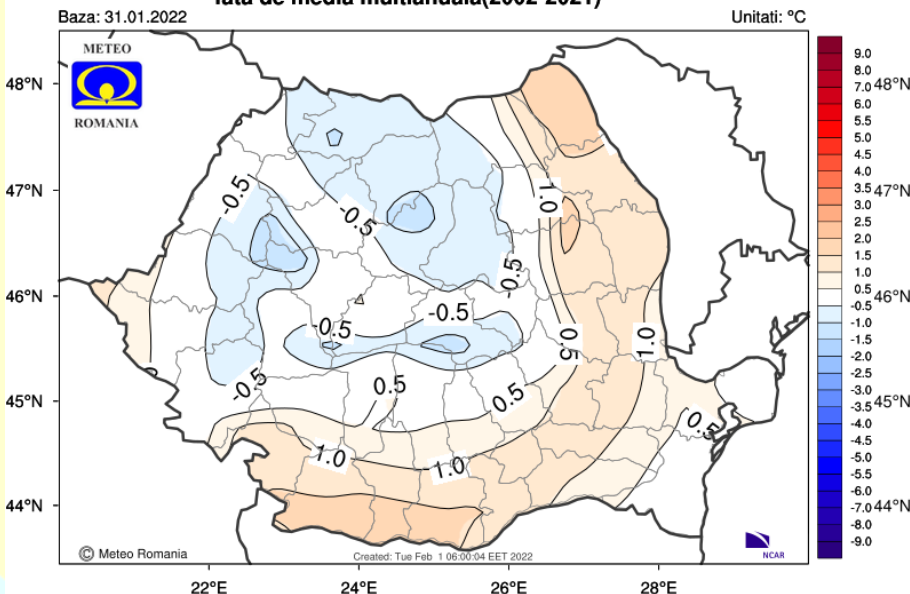 fata de media multianuala(2002-2021)
Baza: 31.01.2022
Unitati: °C
METEO
ROMANIA
48°N
47°N
46°N
45°N
44°N
22°E
24°E
26°E
28°E
48°N
47°N
46°N
45°N
44°N
9.0
8.0
7.0
6.0
5.5
5.0
4.5
4.0
3.5
3.0
2.5
2.0
1.5
1.0
0.5
-0.5
-1.0
-1.5
-2.0
-2.5
-3.0
-3.5
-4.0
-4.5
-5.0
-5.5
-6.0
-7.0
-8.0
-9.0
-0.5
1.0
-0.5
-0.5
-0.5
-0.5
0.5
1.0
-0.5
0.5
0.5
0.5
1.0
1.0
© Meteo Romania
Created: Tue Feb 1 06:00:04 EET 2022
NCAR